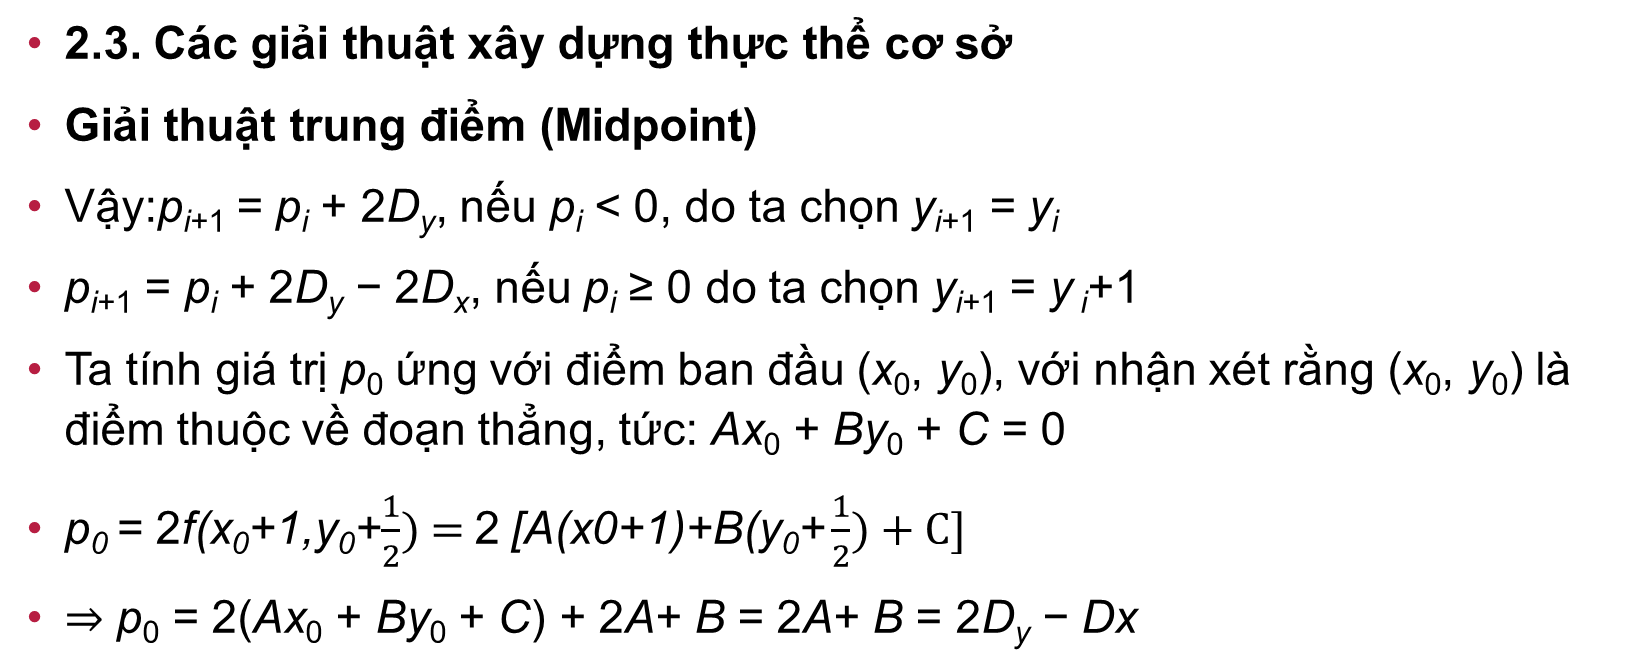 • 2.3. Các giải thuật xây dựng thực thể cơ sở
• Giải thuật trung điểm (Midpoint)
• Vậy:pᵢ₊₁ = pᵢ + 2Dy, nếu pᵢ < 0, do ta chọn yᵢ₊₁ = yᵢ
• pᵢ₊₁ = pᵢ + 2Dy − 2Dₓ, nếu pᵢ ≥ 0 do ta chọn yᵢ₊₁ = y ᵢ+1
• Ta tính giá trị p₀ ứng với điểm ban đầu (x₀, y₀), với nhận xét rằng (x₀, y₀) là
điểm thuộc về đoạn thẳng, tức: Ax₀ + By₀ + C = 0
• p₀ = 2f(x₀+1,y₀+1/2) = 2 [A(x0+1)+B(y₀+1/2) + C]
• ⇒ p₀ = 2(Ax₀ + By₀ + C) + 2A+ B = 2A+ B = 2Dy − Dx